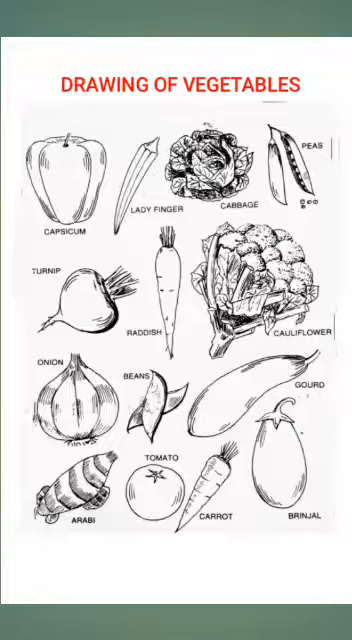 DRAWING OF VEGETABLES
PEAS
LADY FINGER
CABBAGE
CAPSICUM
TURNIP
RADDISH
CAULIFLOWER
ONION
BEANS
GOURD
TOMATO
ARABI
CARROT
BRINJAL